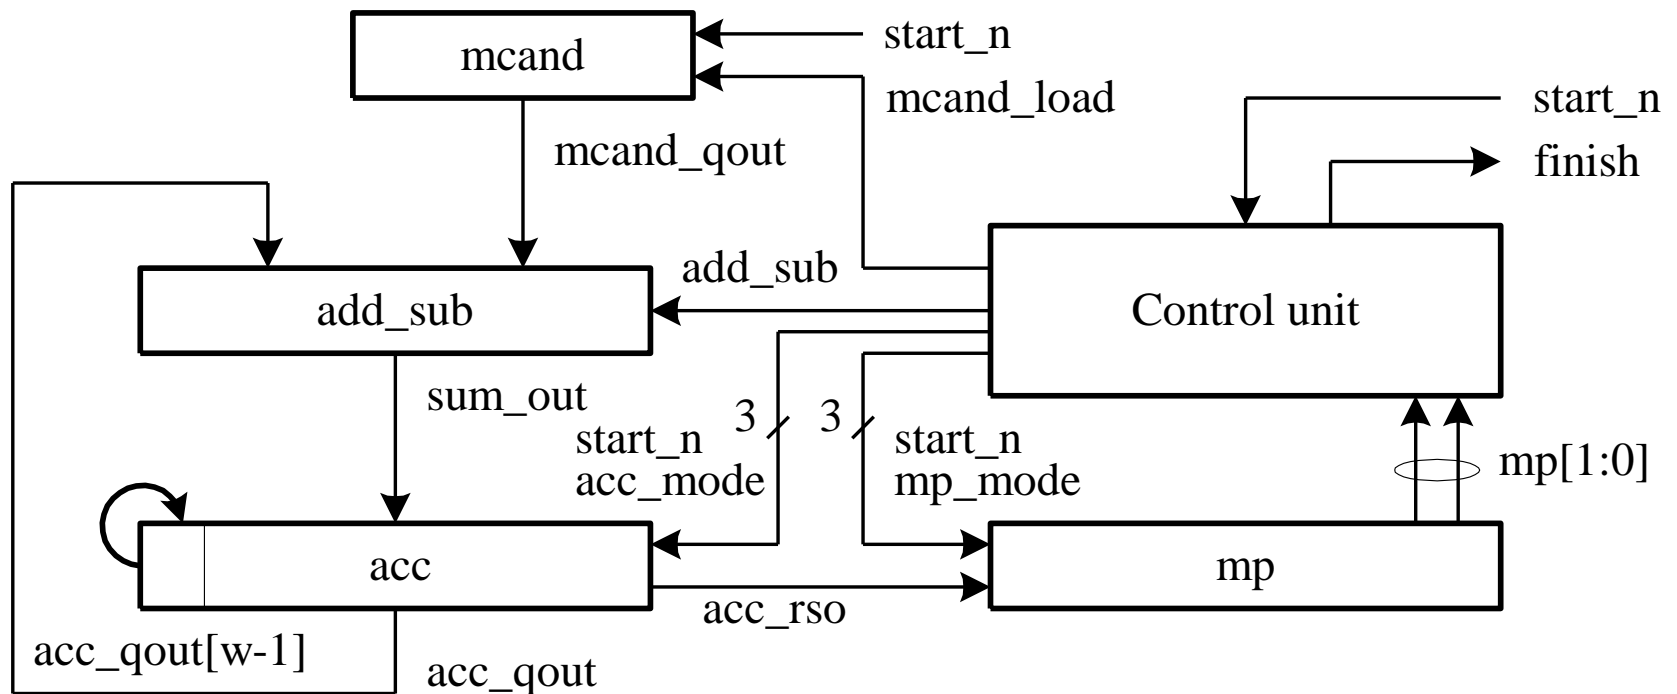 mcand
start_n
mcand_load
start_n
mcand_qout
finish
add_sub
add_sub
Control unit
sum_out
3
3
start_n
acc_mode
start_n
mp_mode
mp[1:0]
acc
mp
acc_rso
acc_qout[w-1]
acc_qout